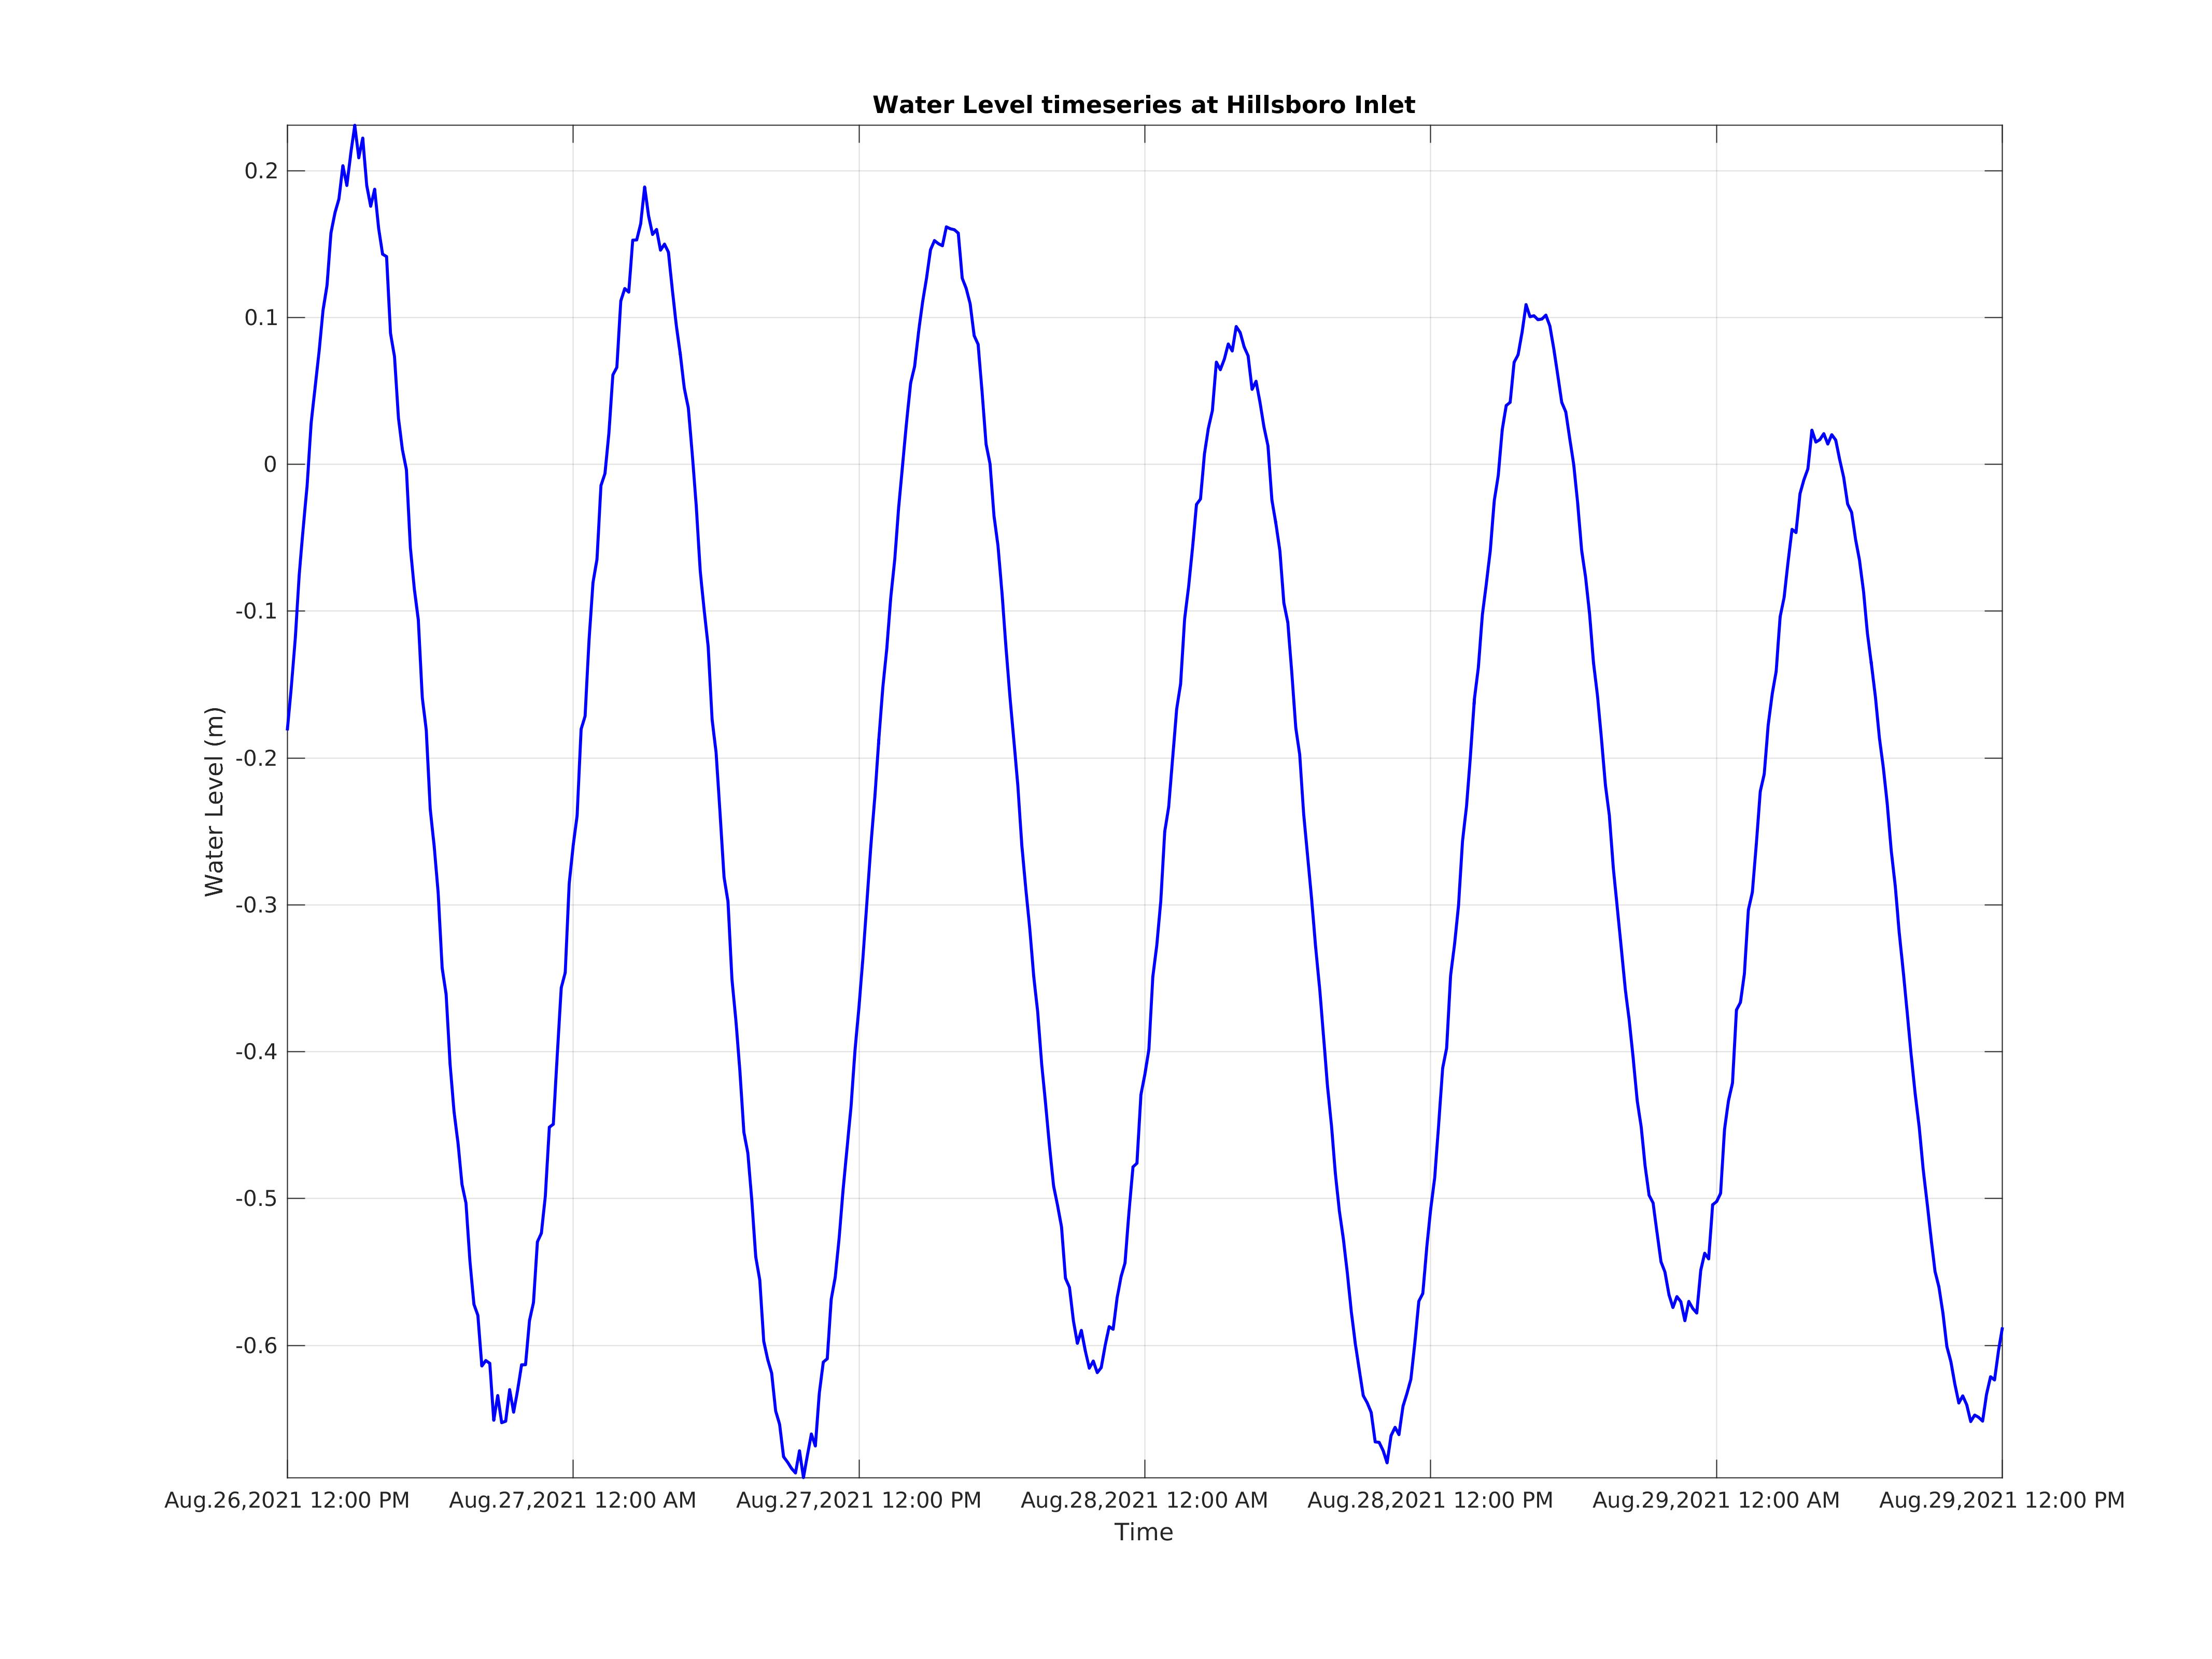 Water Level timeseries at Hillsboro Inlet
0.2
0.1
0
-0.1
-0.2
-0.3
-0.4
-0.5
-0.6
Water Level (m)
Aug.26,2021 12:00 PM Aug.27,2021 12:00 AM Aug.27,2021 12:00 PM Aug.28,2021 12:00 AM Aug.28,2021 12:00 PM Aug.29,2021 12:00 AM Aug.29,2021 12:00 PM
Time